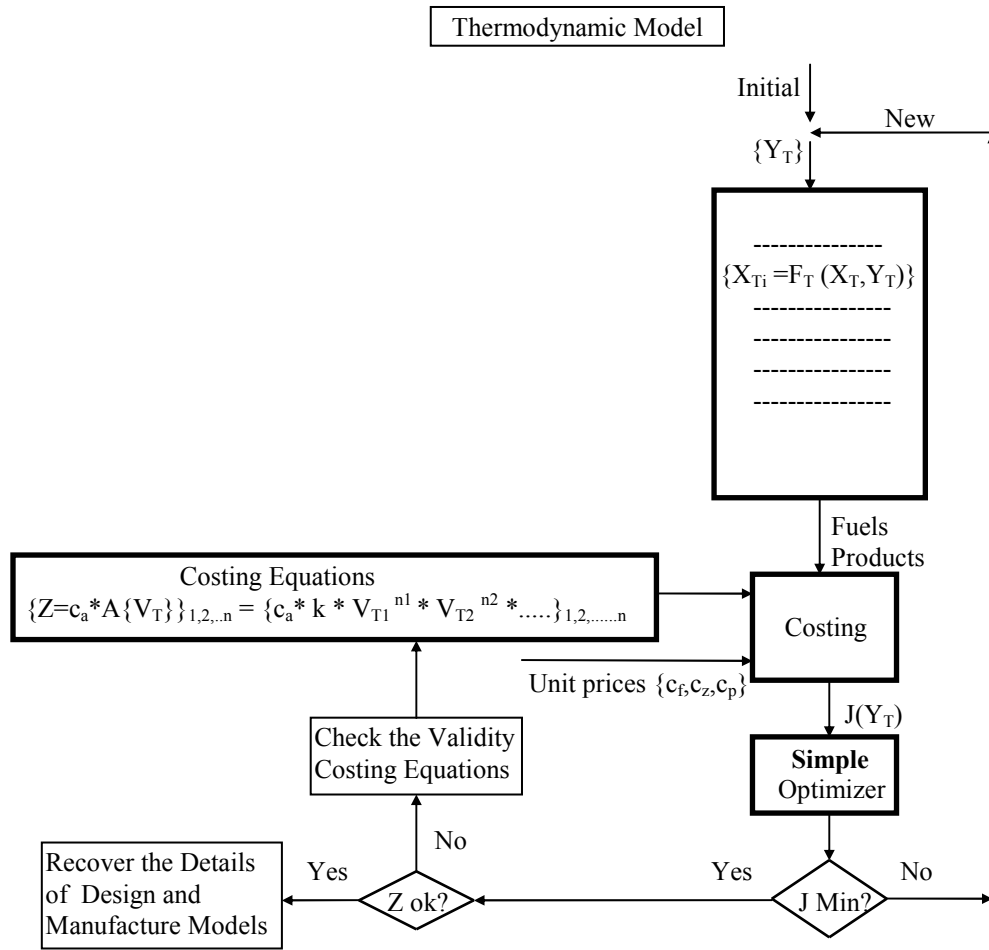 Thermodynamic Model
Initial
New
{Y_T}
----------------
{X_Ti =F_T (X_T,Y_T)}
-----------------
-----------------
-----------------
-----------------
Fuels
Products
Costing Equations
{Z=c_a*A{V_T}}_1,2,..n = {c_a* k * V_T1 ^n1 * V_T2 ^n2 *.....}_1,2,......n
Costing
Unit prices {c_f,c_z,c_p}
J(Y_T)
Check the Validity
Costing Equations
Simple
Optimizer
No
Recover the Details
of Design and
Manufacture Models
Yes
Z ok?
Yes
J Min?
No